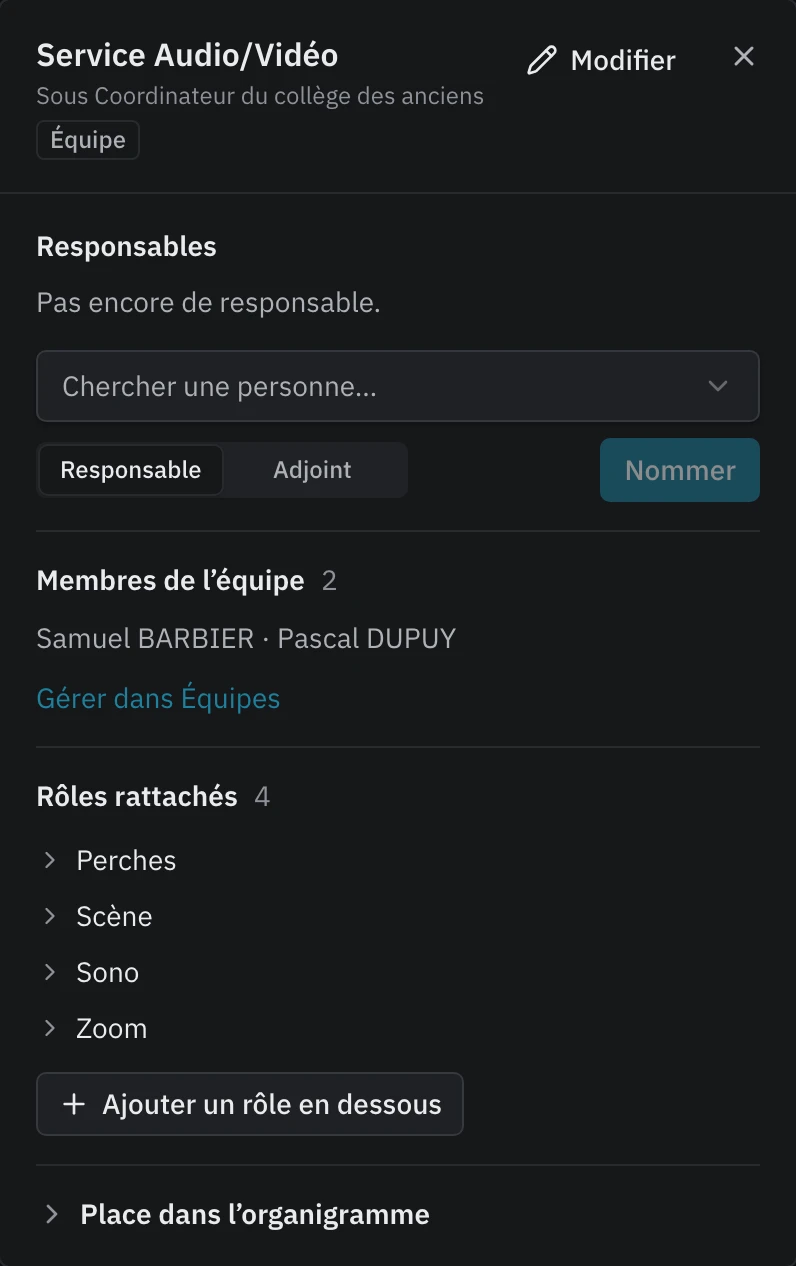 Service Audio/Vidéo
Modifier
Sous Coordinateur du collège des anciens
Équipe
Responsables
Pas encore de responsable.
Chercher une personne...
Responsable
Adjoint
Nommer
Membres de l’équipe 2
Samuel BARBIER · Pascal DUPUY
Gérer dans Équipes
Rôles rattachés 4
Perches
Scène
Sono
Zoom
Ajouter un rôle en dessous
Place dans l’organigramme